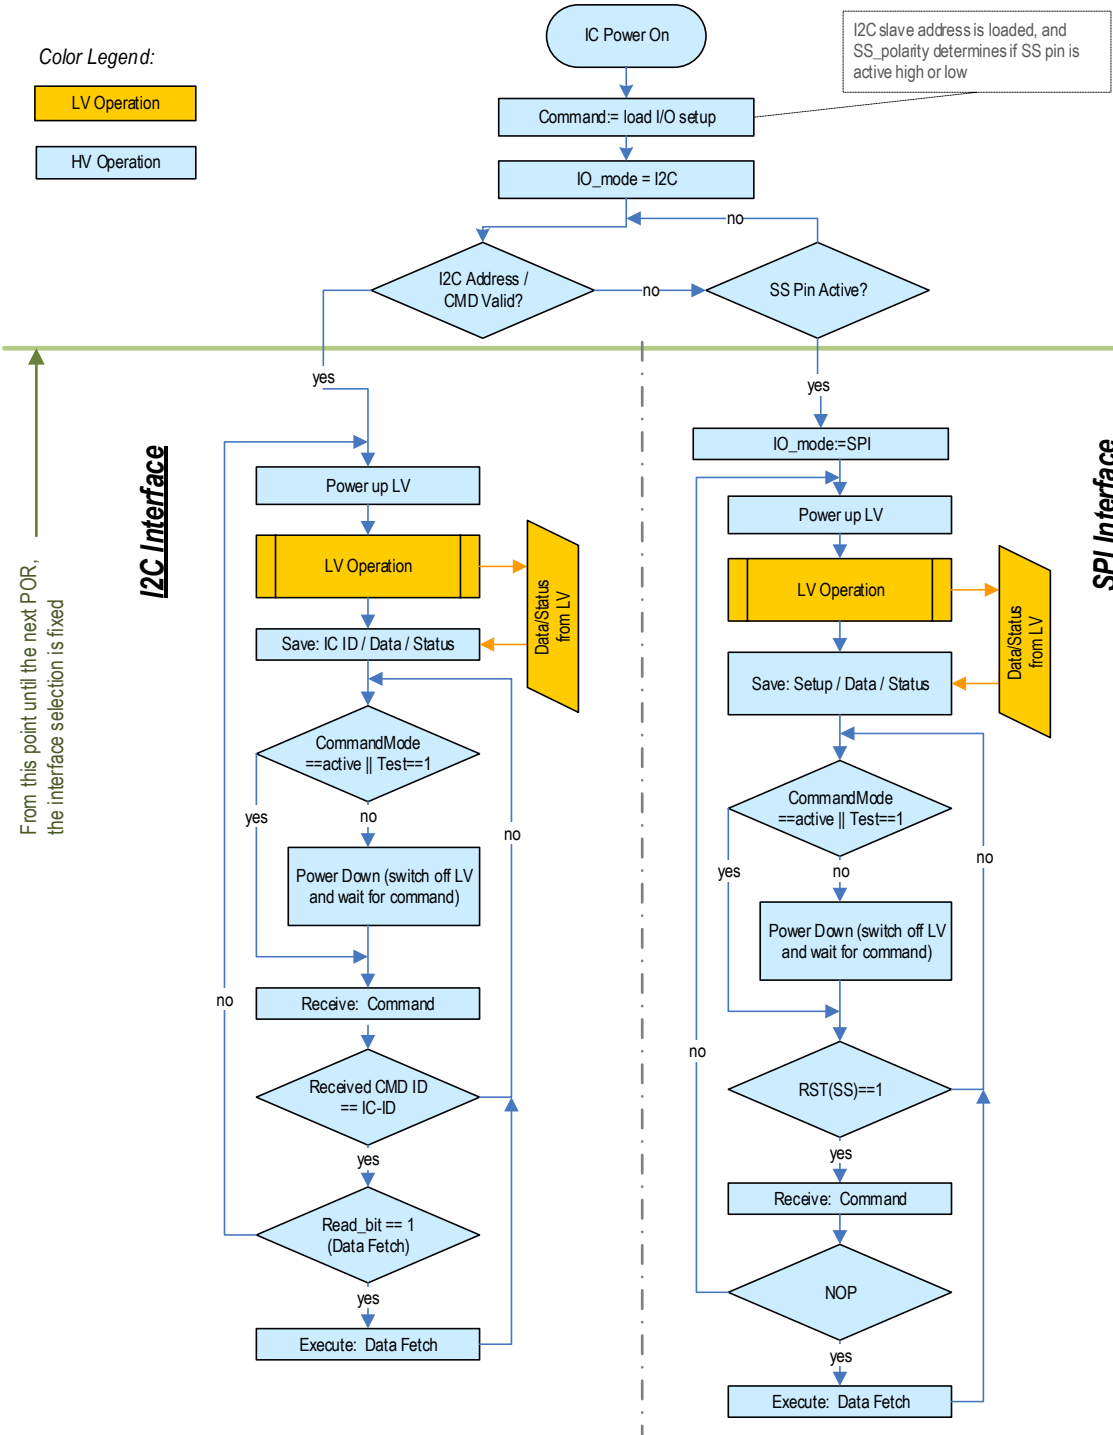 IC Power On
I2C slave address is loaded, and
SS_polarity determines if SS pin is
active high or low
Color Legend:
LV Operation
HV Operation
Command:= load I/O setup
IO_mode = I2C
no
I2C Address /
CMD Valid?
no
SS Pin Active?
yes
yes
From this point until the next POR,
the interface selection is fixed
I2C Interface
Power up LV
LV Operation
Data/Status
from LV
Save: IC ID / Data / Status
CommandMode
==active || Test==1
yes
no
no
Power Down (switch off LV
and wait for command)
no
Receive: Command
Received CMD ID
== IC-ID
yes
Read_bit == 1
(Data Fetch)
yes
Execute: Data Fetch
SPI Interface
IO_mode:=SPI
Power up LV
LV Operation
Data/Status
from LV
Save: Setup / Data / Status
CommandMode
==active || Test==1
yes
no
no
Power Down (switch off LV
and wait for command)
no
RST(SS)==1
yes
Receive: Command
NOP
yes
Execute: Data Fetch